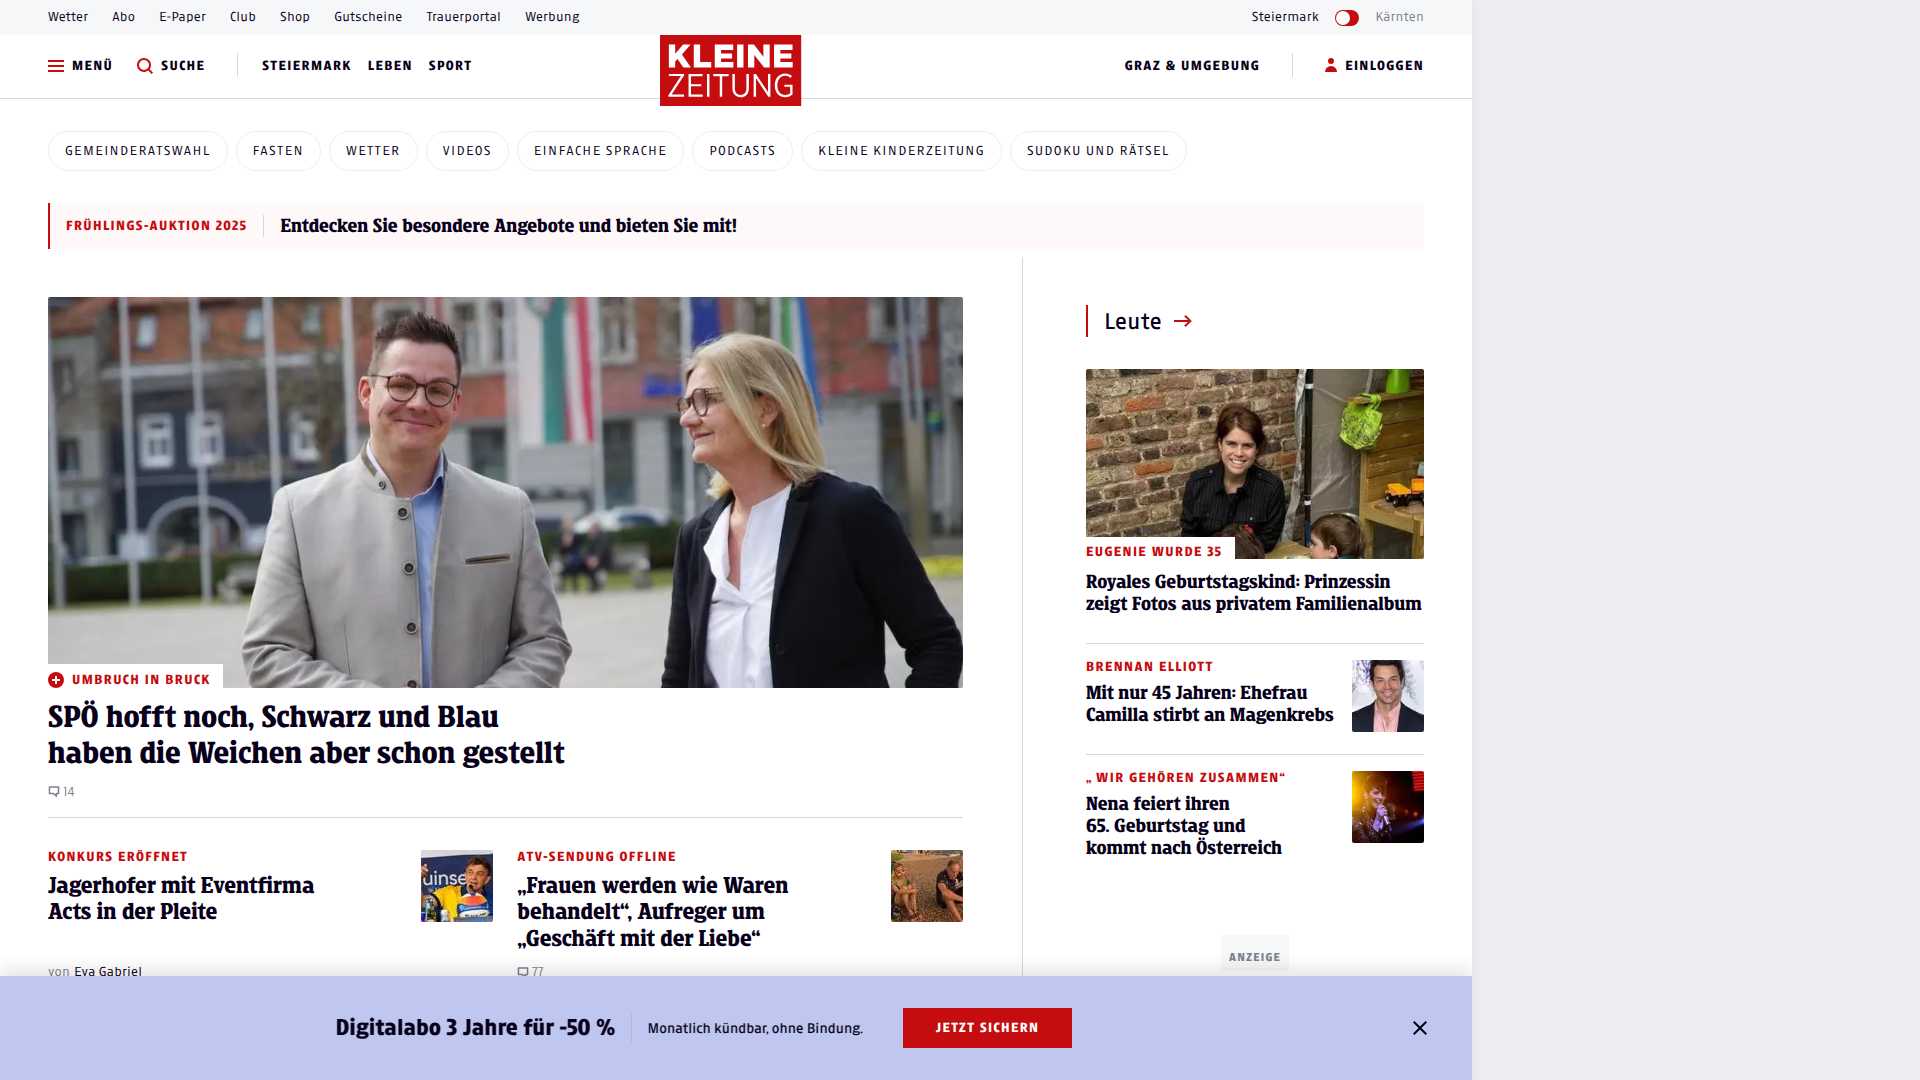 Wetter Abo E-Paper Club Shop Gutscheine Trauerportal Werbung Steiermark Kärnten
MENÜ SUCHE STEIERMARK LEBEN SPORT KLEINE ZEITUNG GRAZ & UMGEBUNG EINLOGGEN
GEMEINDERATSWAHL FASTEN WETTER VIDEOS EINFACHE SPRACHE PODCASTS KLEINE KINDERZEITUNG SUDOKU UND RÄTSEL
FRÜHLINGS-AUKTION 2025 Entdecken Sie besondere Angebote und bieten Sie mit!
UMBRUCH IN BRUCK
SPÖ hofft noch, Schwarz und Blau
haben die Weichen aber schon gestellt
14
KONKURS ERÖFFNET
Jagerhofer mit Eventfirma
Acts in der Pleite
von Eva Gabriel
uinse
ATV-SENDUNG OFFLINE
„Frauen werden wie Waren
behandelt“, Aufreger um
„Geschäft mit der Liebe“
77
Leute
EUGENIE WURDE 35
Royales Geburtstagskind: Prinzessin
zeigt Fotos aus privatem Familienalbum
BRENNAN ELLIOTT
Mit nur 45 Jahren: Ehefrau
Camilla stirbt an Magenkrebs
„ WIR GEHÖREN ZUSAMMEN“
Nena feiert ihren
65. Geburtstag und
kommt nach Österreich
ANZEIGE
Digitalabo 3 Jahre für -50 % Monatlich kündbar, ohne Bindung. JETZT SICHERN